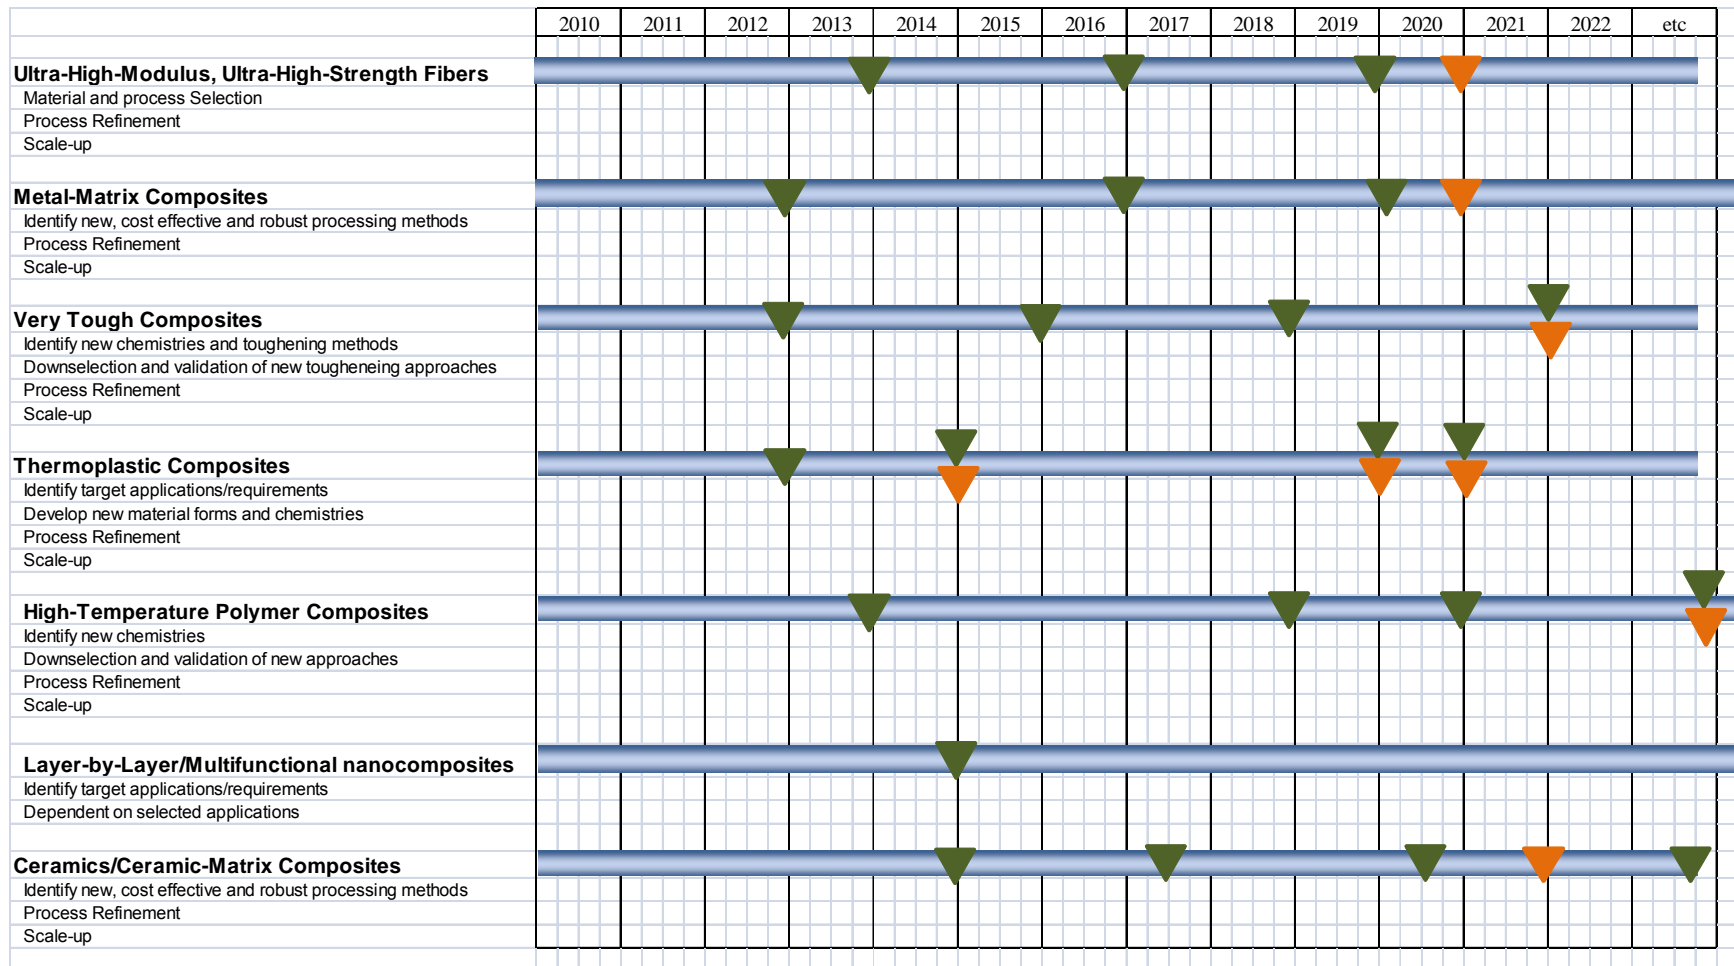 2010 2011 2012 2013 2014 2015 2016 2017 2018 2019 2020 2021 2022 etc
Ultra-High-Modulus, Ultra-High-Strength Fibers
Material and process Selection
Process Refinement
Scale-up
Metal-Matrix Composites
Identify new, cost effective and robust processing methods
Process Refinement
Scale-up
Very Tough Composites
Identify new chemistries and toughening methods
Downselection and validation of new tougheneing approaches
Process Refinement
Scale-up
Thermoplastic Composites
Identify target applications/requirements
Develop new material forms and chemistries
Process Refinement
Scale-up
High-Temperature Polymer Composites
Identify new chemistries
Downselection and validation of new approaches
Process Refinement
Scale-up
Layer-by-Layer/Multifunctional nanocomposites
Identify target applications/requirements
Dependent on selected applications
Ceramics/Ceramic-Matrix Composites
Identify new, cost effective and robust processing methods
Process Refinement
Scale-up